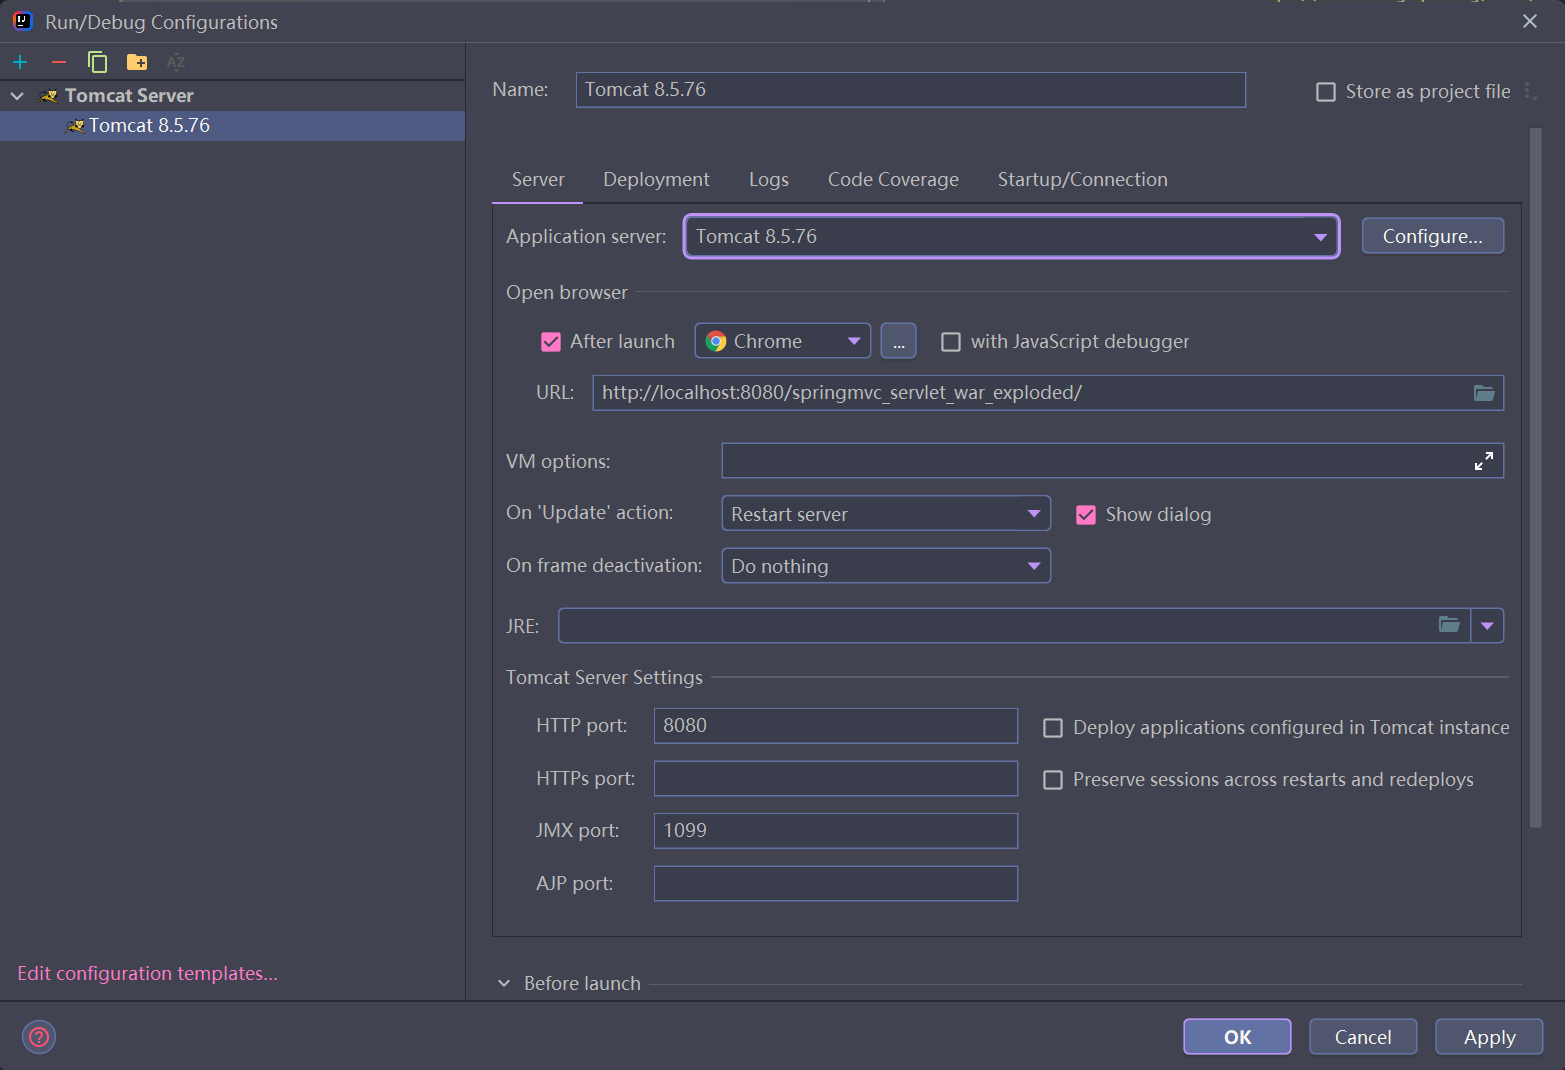 Run/Debug Configurations
AZ
Tomcat Server
Tomcat 8.5.76
Name: Tomcat 8.5.76 Store as project file
Server Deployment Logs Code Coverage Startup/Connection
Application server: Tomcat 8.5.76 Configure...
Open browser
After launch Chrome ... with JavaScript debugger
URL: http://localhost:8080/springmvc_servlet_war_exploded/
VM options:
On 'Update' action: Restart server Show dialog
On frame deactivation: Do nothing
JRE:
Tomcat Server Settings
HTTP port: 8080 Deploy applications configured in Tomcat instance
HTTPs port: Preserve sessions across restarts and redeploys
JMX port: 1099
AJP port:
Edit configuration templates...
Before launch
? OK Cancel Apply